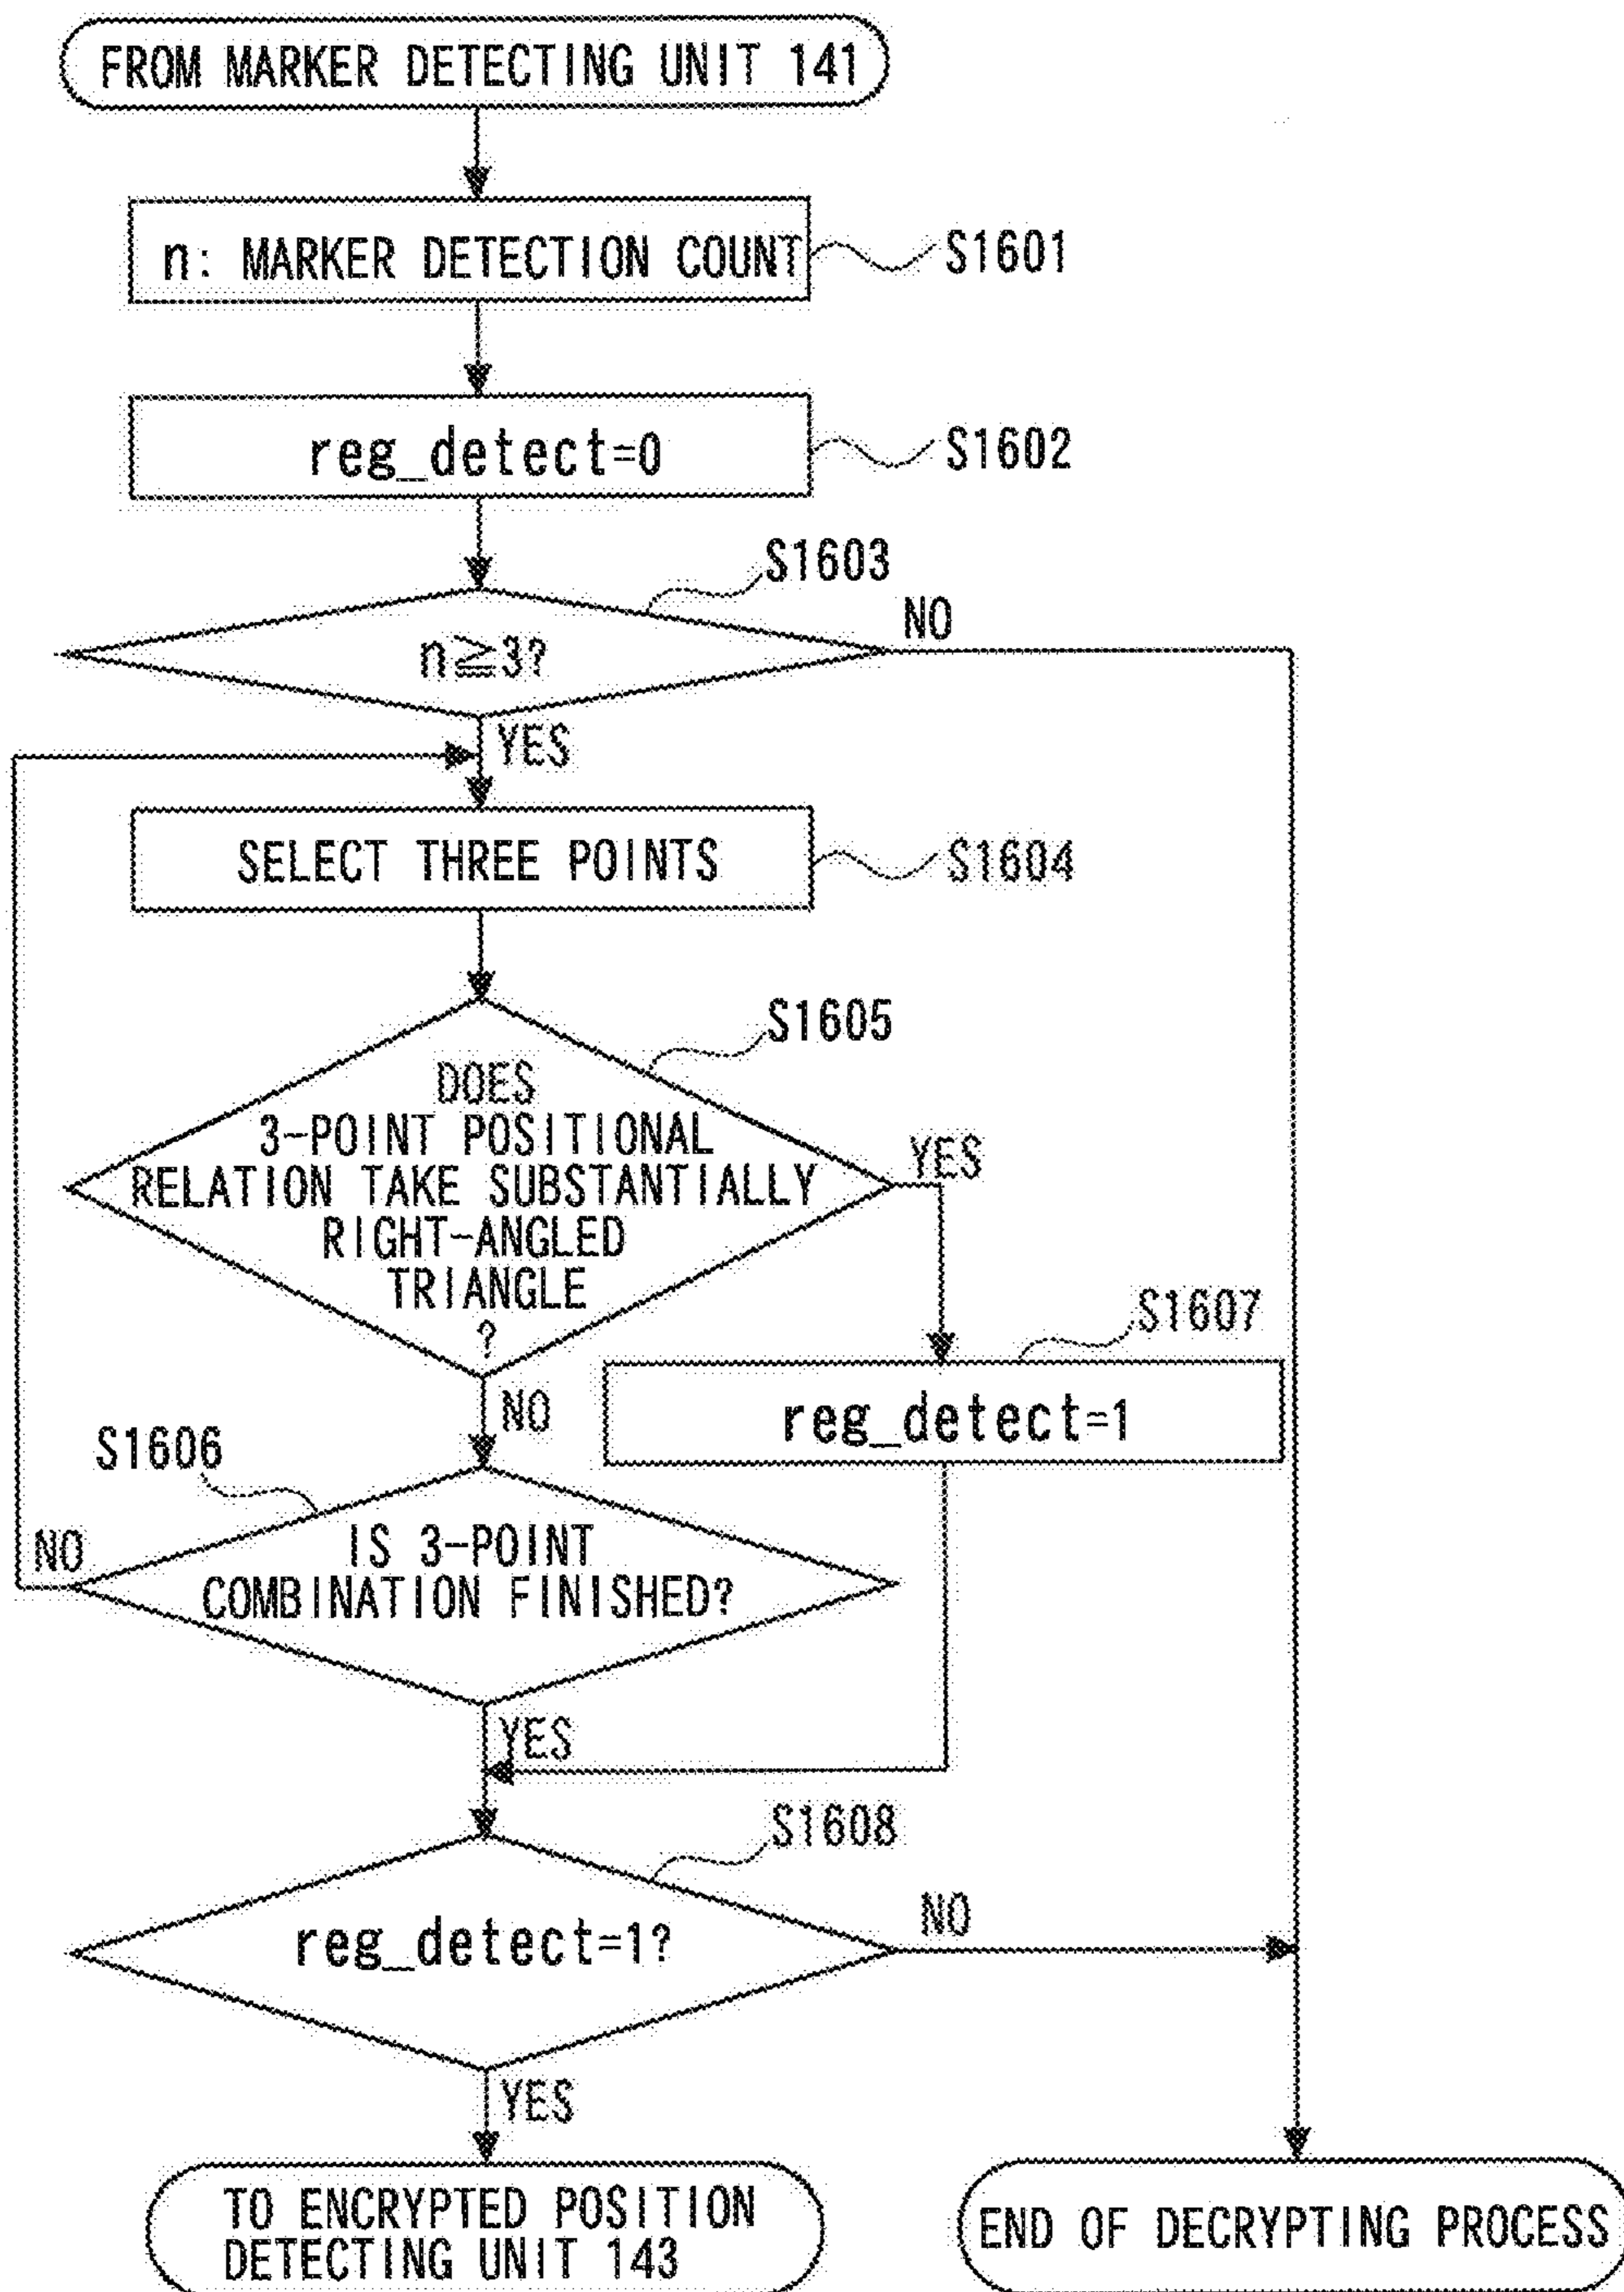 FROM MARKER DETECTING UNIT 141
n: MARKER DETECTION COUNT
S1601
reg_detect=0
S1602
S1603
n≧3?
NO
YES
SELECT THREE POINTS
S1604
S1605
DOES
3-POINT POSITIONAL
RELATION TAKE SUBSTANTIALLY
RIGHT-ANGLED
TRIANGLE
?
YES
NO
S1607
reg_detect=1
S1606
NO
IS 3-POINT
COMBINATION FINISHED?
YES
S1608
reg_detect=1?
NO
YES
TO ENCRYPTED POSITION
DETECTING UNIT 143
END OF DECRYPTING PROCESS